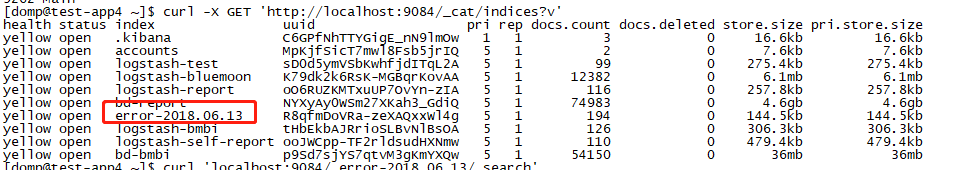 [domp@test-app4 ~]$ curl -X GET 'http://localhost:9084/_cat/indices?v'
health status index uuid pri rep docs.count docs.deleted store.size pri.store.size
yellow open .kibana C6GPfNhTTYGigE_nN9lmOw 1 1 3 0 16.6kb 16.6kb
yellow open accounts MpKjfSicT7mwl8Fsb5jrIQ 5 1 2 0 7.6kb 7.6kb
yellow open logstash-test sD0d5ymVSbKwhfjdITqL2A 5 1 99 0 275.4kb 275.4kb
yellow open logstash-bluemoon K79dk2k6RsK-MGBqrKovAA 5 1 12382 0 6.1mb 6.1mb
yellow open logstash-report oO6RUZKMTxuUP7OvYn-zIA 5 1 116 0 257.8kb 257.8kb
yellow open bd-report NYXyAy0WSm27XKah3_GdiQ 5 1 74983 0 4.6gb 4.6gb
yellow open error-2018.06.13 R8qfmDoVRa-zeXAQxxWl4g 5 1 194 0 144.5kb 144.5kb
yellow open logstash-bmbi tHbEkbAJRrioSLBvNlBsOA 5 1 126 0 306.3kb 306.3kb
yellow open logstash-self-report ooJWCpp-TF2rldsudHXNmw 5 1 110 0 479.4kb 479.4kb
yellow open bd-bmbi p9Sd7sjYS7qtvM3gKmYXQw 5 1 54150 0 36mb 36mb
[domp@test-app4 ~]$ curl 'localhost:9084/ error-2018.06.13/_search'